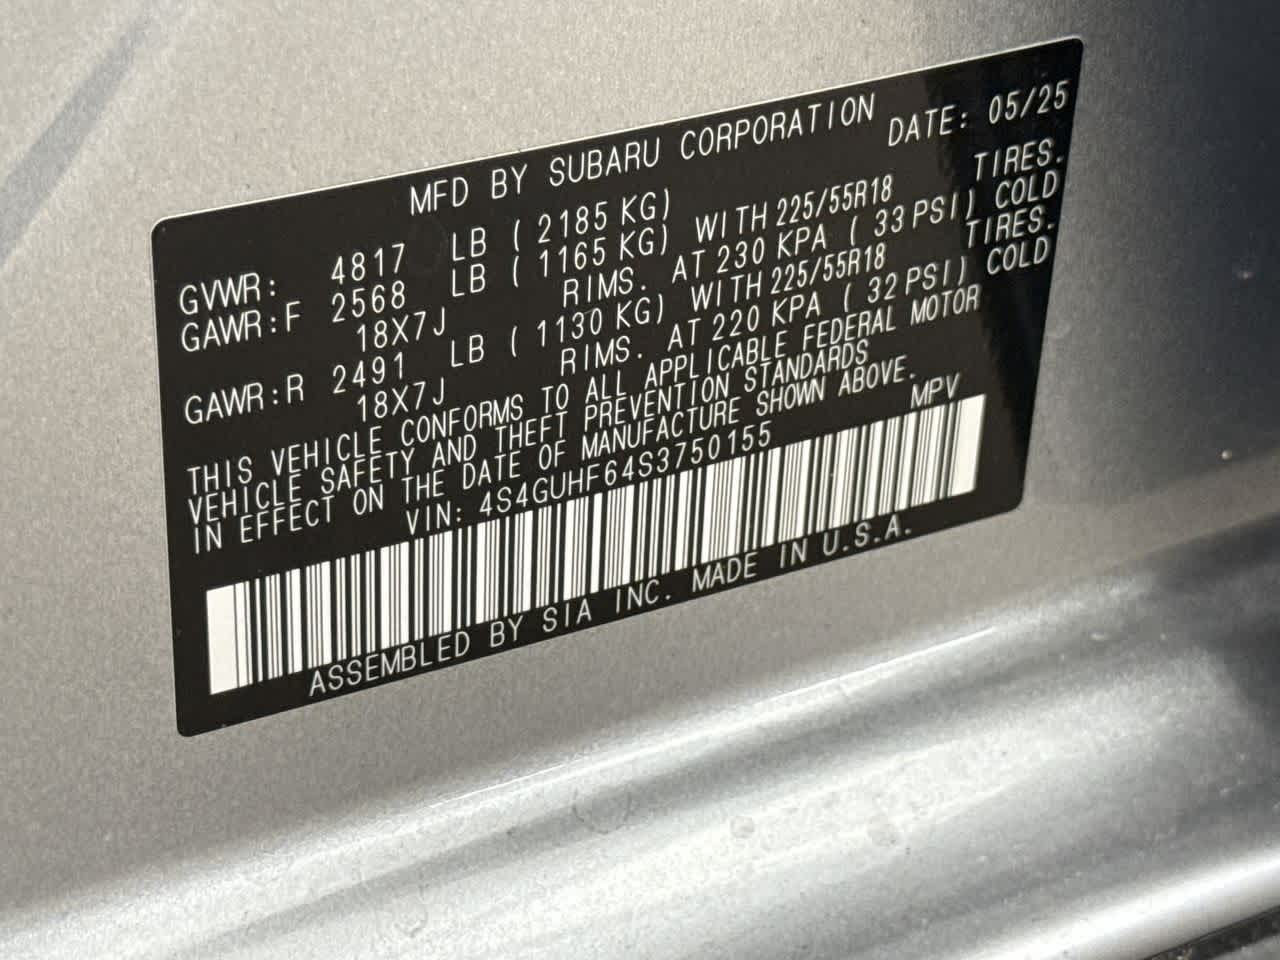 MFD BY SUBARU CORPORATION DATE: 05/25
GVWR: 4817 LB ( 2185 KG)
GAWR:F 2568 LB ( 1165 KG) WITH 225/55R18 TIRES.
18X7J RIMS. AT 230 KPA ( 33 PSI) COLD
GAWR:R 2491 LB ( 1130 KG) WITH 225/55R18 TIRES.
18X7J RIMS. AT 220 KPA ( 32 PSI) COLD
THIS VEHICLE CONFORMS TO ALL APPLICABLE FEDERAL MOTOR
VEHICLE SAFETY AND THEFT PREVENTION STANDARDS
IN EFFECT ON THE DATE OF MANUFACTURE SHOWN ABOVE.
VIN: 4S4GUHF64S3750155 MPV
ASSEMBLED BY SIA INC. MADE IN U.S.A.